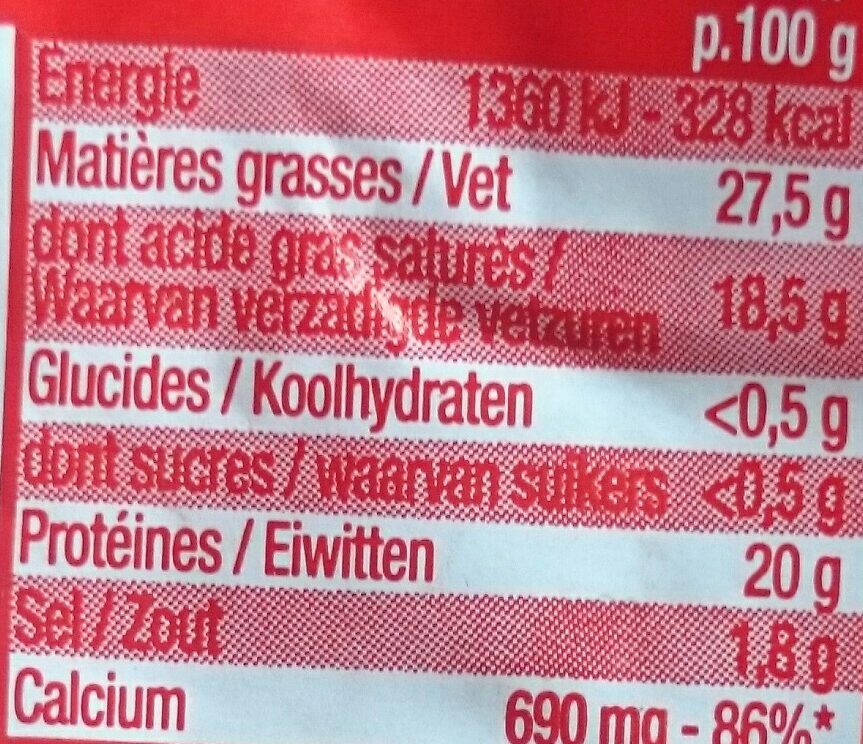 p.100 g
Énergie 1360 kJ - 328 kcal
Matières grasses / Vet 27,5 g
dont acide gras saturés /
Waarvan verzadigde vetzuren 18,5 g
Glucides / Koolhydraten <0,5 g
dont sucres / waarvan suikers <0,5 g
Protéines / Eiwitten 20 g
Sel / Zout 1,8 g
Calcium 690 mg - 86%*